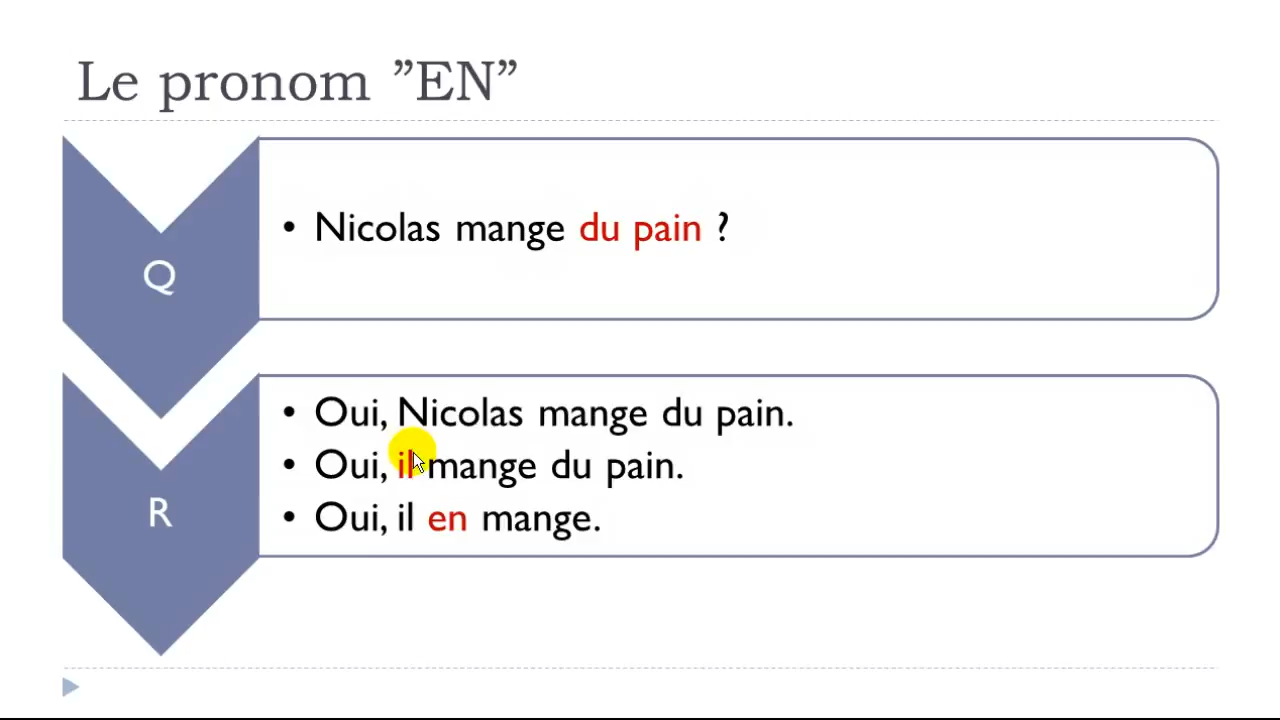 Le pronom ”EN”
Q
• Nicolas mange du pain ?
R
• Oui, Nicolas mange du pain.
• Oui, il mange du pain.
• Oui, il en mange.